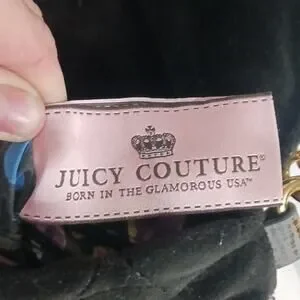 JUICY COUTURE®
BORN IN THE GLAMOROUS USA™